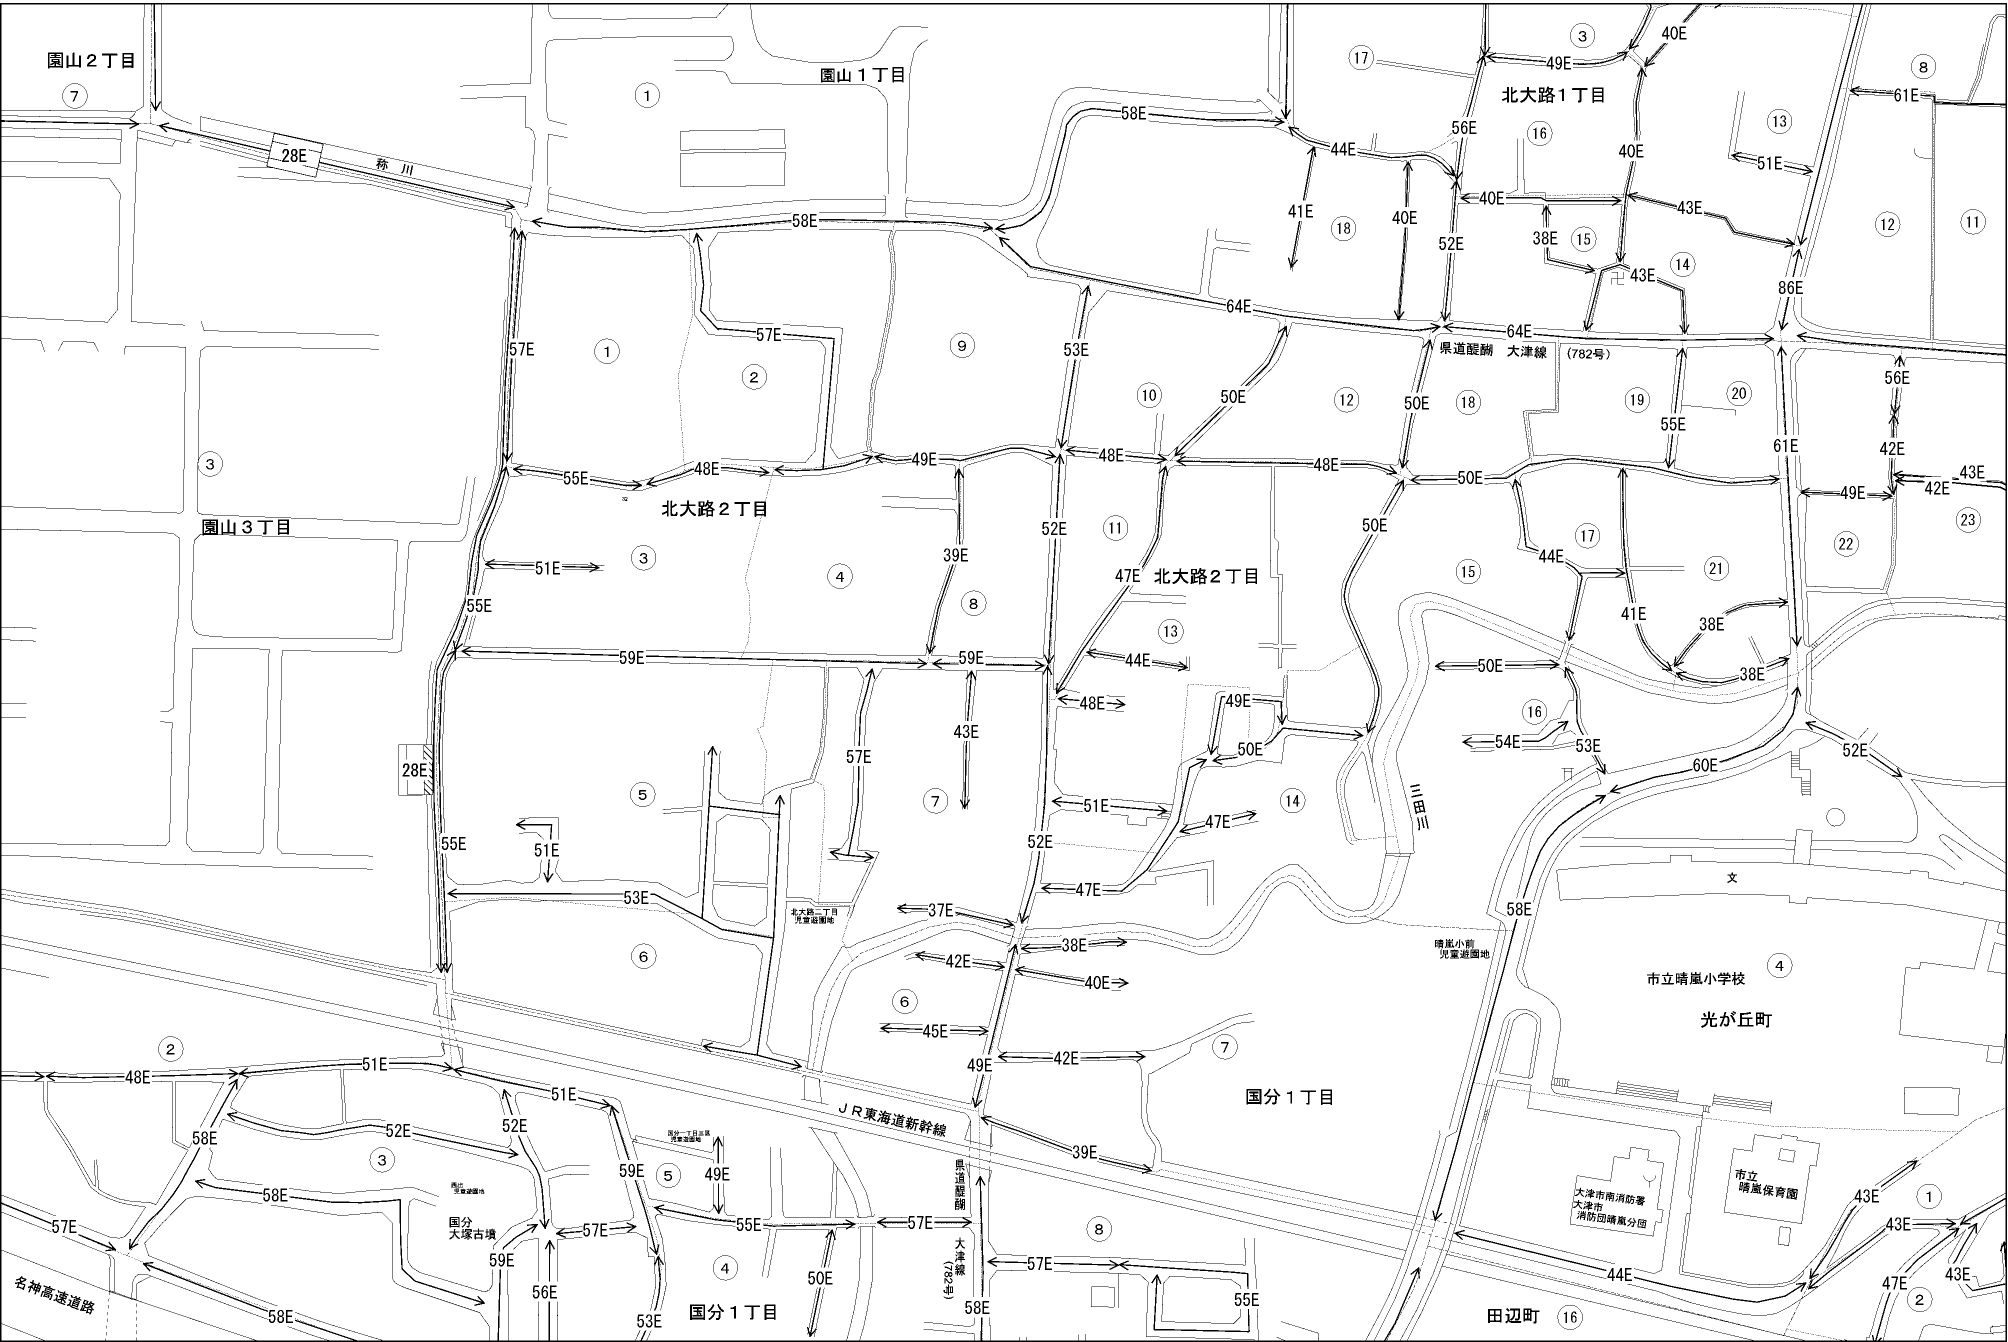 園山２丁目
7
28E
称 川
1
園山１丁目
58E
58E
44E
17
3
49E
40E
北大路１丁目
8
61E
13
56E
16
40E
51E
41E
40E
18
40E
43E
12
11
52E
38E
15
43E
14
86E
64E
64E
県道醍醐 大津線 (782号)
57E
1
57E
2
9
53E
10
50E
12
50E
18
19
20
55E
56E
61E
42E
3
園山３丁目
55E
48E
49E
48E
48E
50E
49E
43E
42E
23
北大路２丁目
52E
11
50E
17
22
51E
3
4
39E
8
47E
北大路２丁目
15
44E
21
55E
13
41E
38E
59E
59E
44E
50E
38E
48E
49E
16
43E
57E
50E
54E
53E
52E
28E
60E
5
7
51E
14
47E
三田川
55E
51E
52E
53E
47E
文
北大路二丁目
児童遊園地
37E
58E
38E
晴嵐小前
児童遊園地
6
42E
40E
4
市立晴嵐小学校
6
光が丘町
45E
7
2
42E
49E
48E
51E
51E
国分１丁目
ＪＲ東海道新幹線
58E
52E
52E
39E
3
59E
5
49E
県道醍醐 大津線 (782号)
市立
晴嵐保育園
大津市南消防署
大津市
消防団晴嵐分団
58E
43E
1
43E
国分
大塚古墳
57E
57E
55E
57E
8
59E
4
50E
57E
44E
47E
43E
2
名神高速道路
58E
56E
53E
国分１丁目
58E
55E
田辺町
16